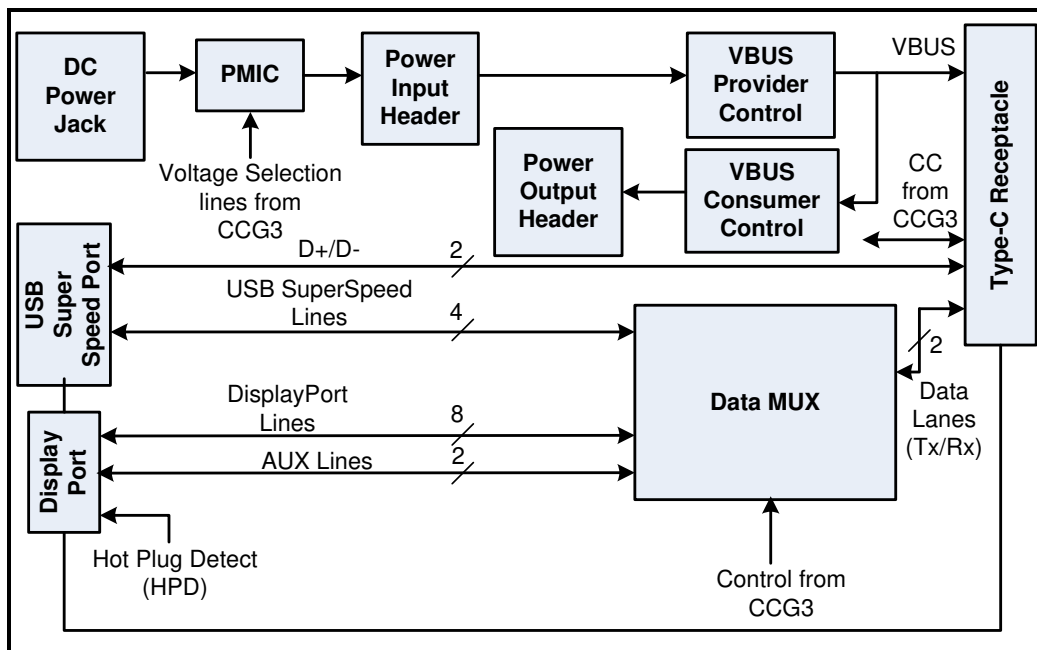 DC
Power
Jack
PMIC
Power
Input
Header
VBUS
Provider
Control
VBUS
Voltage Selection
lines from
CCG3
Power
Output
Header
VBUS
Consumer
Control
CC
from
CCG3
Type-C Receptacle
USB
Super
Speed Port
D+/D-
2
USB SuperSpeed
Lines
4
Data MUX
2
Data
Lanes
(Tx/Rx)
DisplayPort
Lines
8
AUX Lines
2
Display
Port
Hot Plug Detect
(HPD)
Control from
CCG3